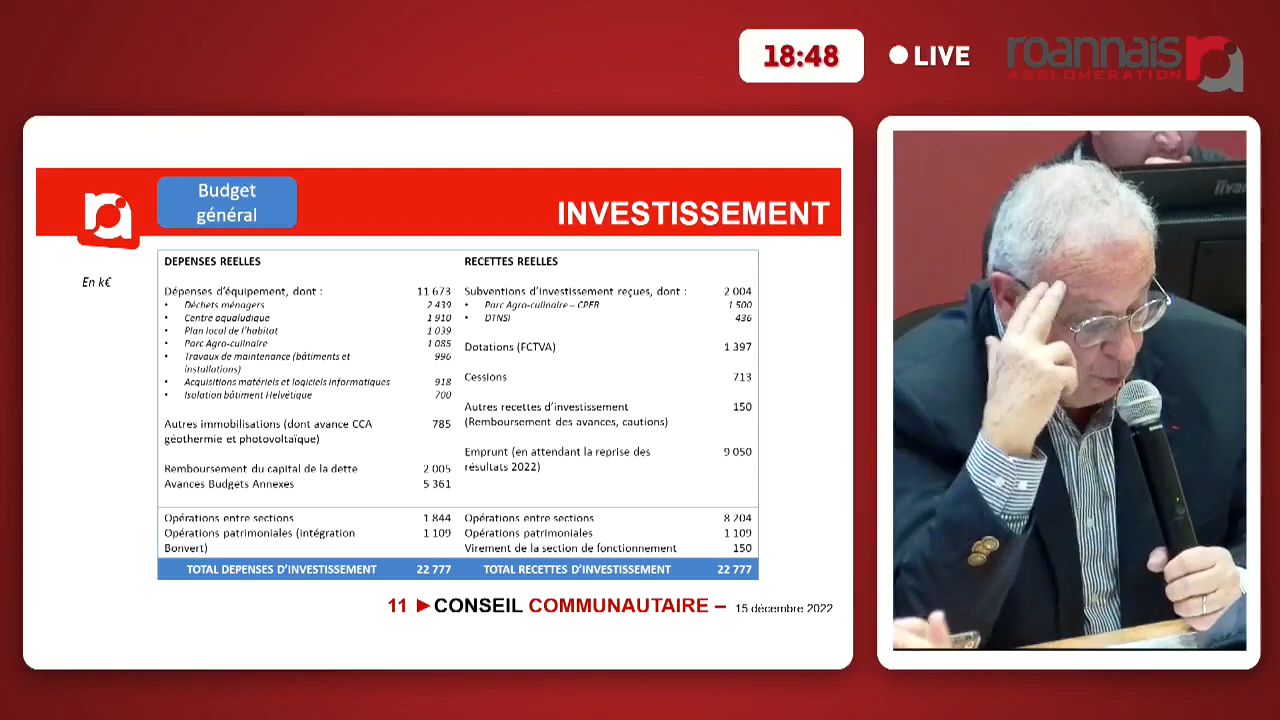 18:48
LIVE
roannais
AGGLOMÉRATION
Budget
général
INVESTISSEMENT
En k€
DEPENSES REELLES
Dépenses d'équipement, dont : 11 673
• Déchets ménagers 2 439
• Centre aqualudique 1 910
• Plan local de l'habitat 1 039
• Parc Agro-culinaire 1 085
• Travaux de maintenance (bâtiments et 996
installations)
• Acquisitions matériels et logiciels informatiques 918
• Isolation bâtiment Helvétique 700
Autres immobilisations (dont avance CCA 785
géothermie et photovoltaïque)
Remboursement du capital de la dette 2 005
Avances Budgets Annexes 5 361
RECETTES REELLES
Subventions d'investissement reçues, dont : 2 004
• Parc Agro-culinaire – CPER 1 500
• DTNSI 436
Dotations (FCTVA) 1 397
Cessions 713
Autres recettes d'investissement 150
(Remboursement des avances, cautions)
Emprunt (en attendant la reprise des 9 050
résultats 2022)
Opérations entre sections 1 844
Opérations patrimoniales (intégration 1 109
Bonvert)
Opérations entre sections 8 204
Opérations patrimoniales 1 109
Virement de la section de fonctionnement 150
TOTAL DEPENSES D'INVESTISSEMENT 22 777
TOTAL RECETTES D'INVESTISSEMENT 22 777
11 ►CONSEIL COMMUNAUTAIRE – 15 décembre 2022